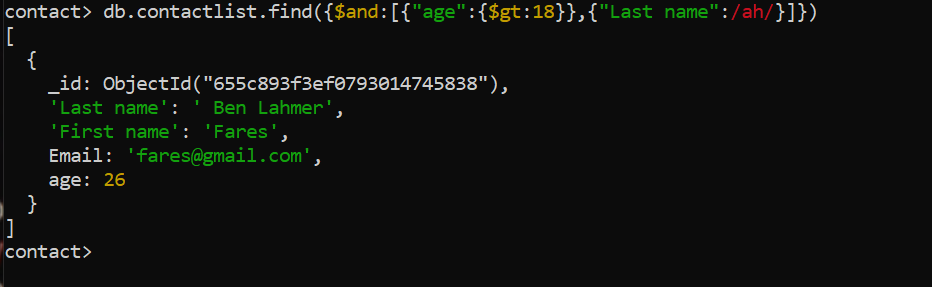 contact> db.contactlist.find({$and:[{"age":{$gt:18}},{"Last name":/ah/}]})
[
  {
    _id: ObjectId("655c893f3ef0793014745838"),
    'Last name': ' Ben Lahmer',
    'First name': 'Fares',
    Email: 'fares@gmail.com',
    age: 26
  }
]
contact>